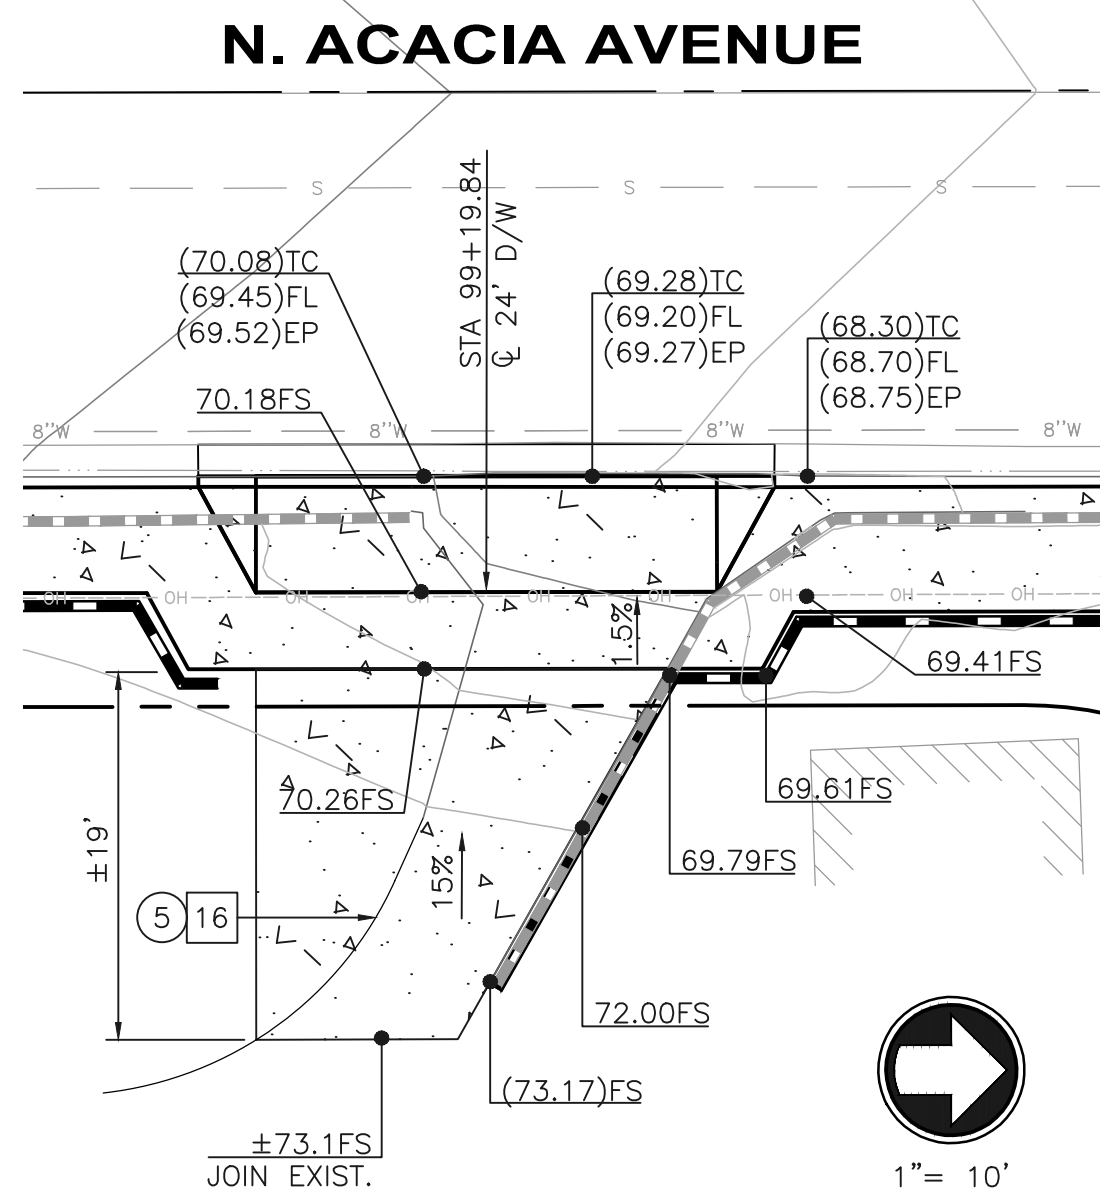 N. ACACIA AVENUE
S
S
S
STA 99+19.84
℄ 24' D/W
(70.08)TC
(69.45)FL
(69.52)EP
(69.28)TC
(69.20)FL
(69.27)EP
(68.30)TC
(68.70)FL
(68.75)EP
70.18FS
8"W
8"W
8"W
8"W
OH
OH
OH
OH
OH
OH
OH
OH
OH
1.5%
69.41FS
70.26FS
69.61FS
±19'
15%
69.79FS
5
16
72.00FS
(73.17)FS
±73.1FS
JOIN EXIST.
1"= 10'